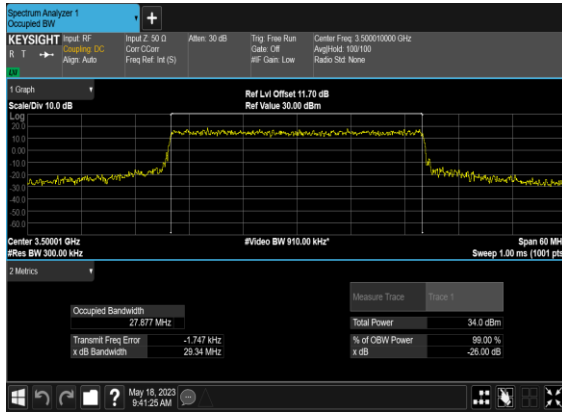 Spectrum Analyzer 1
Occupied BW
+
KEYSIGHT Input: RF
R T Coupling: DC
Align: Auto
Input Z: 50 Ω
Corr CCorr
Freq Ref: Int (S)
Atten: 30 dB
Trig: Free Run
Gate: Off
#IF Gain: Low
Center Freq: 3.500010000 GHz
Avg|Hold: 100/100
Radio Std: None
1 Graph
Scale/Div 10.0 dB
Ref Lvl Offset 11.70 dB
Ref Value 30.00 dBm
Log
20.0
10.0
0.00
-10.0
-20.0
-30.0
-40.0
-50.0
-60.0
Center 3.50001 GHz
#Res BW 300.00 kHz
#Video BW 910.00 kHz*
Span 60 MH
Sweep 1.00 ms (1001 pts
2 Metrics
Measure Trace Trace 1
Occupied Bandwidth
27.877 MHz
Total Power 34.0 dBm
Transmit Freq Error -1.747 kHz
% of OBW Power 99.00 %
x dB Bandwidth 29.34 MHz
x dB -26.00 dB
?
May 18, 2023
9:41:25 AM